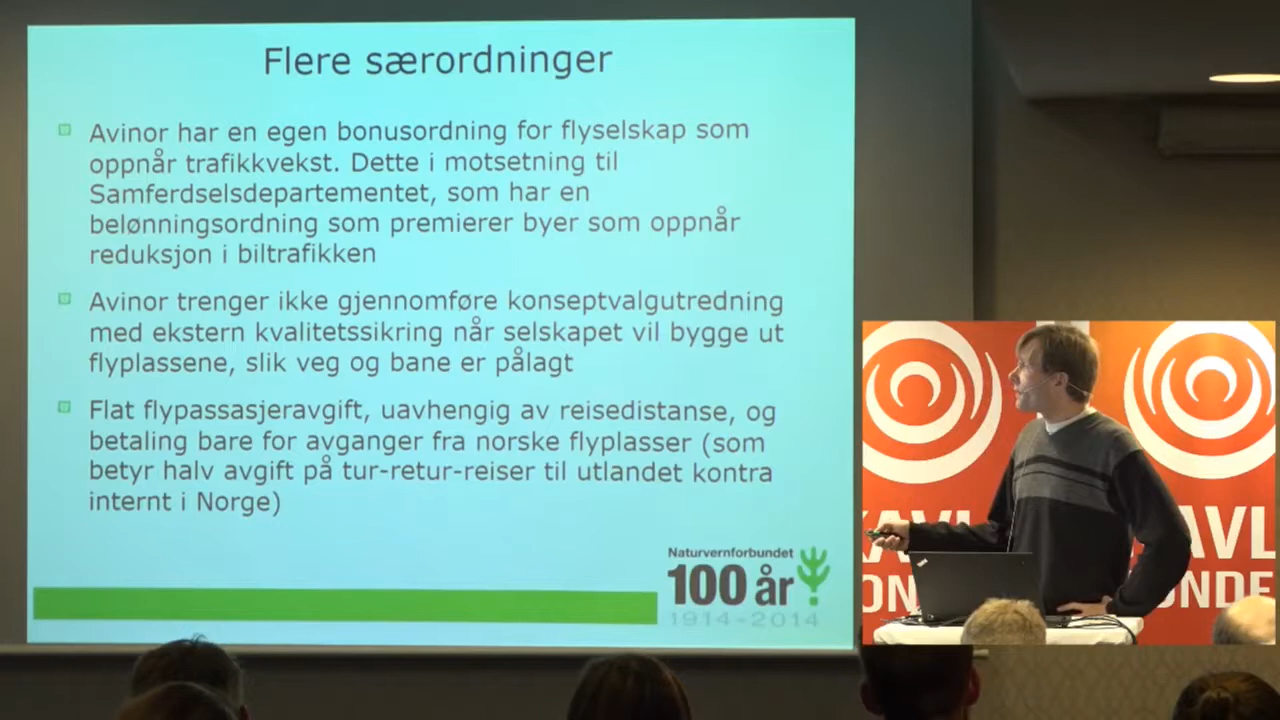 Flere særordninger
Avinor har en egen bonusordning for flyselskap som
oppnår trafikkvekst. Dette i motsetning til
Samferdselsdepartementet, som har en
belønningsordning som premierer byer som oppnår
reduksjon i biltrafikken
Avinor trenger ikke gjennomføre konseptvalgutredning
med ekstern kvalitetssikring når selskapet vil bygge ut
flyplassene, slik veg og bane er pålagt
Flat flypassasjeravgift, uavhengig av reisedistanse, og
betaling bare for avganger fra norske flyplasser (som
betyr halv avgift på tur-retur-reiser til utlandet kontra
internt i Norge)
Naturvernforbundet
100 år
1914-2014